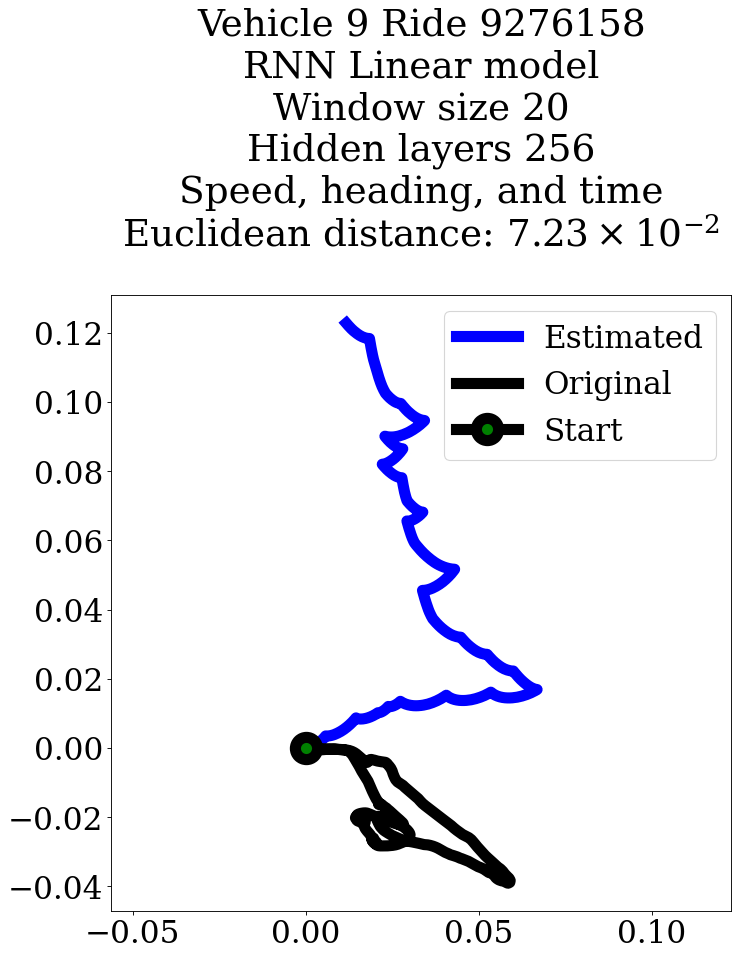 Vehicle 9 Ride 9276158
RNN Linear model
Window size 20
Hidden layers 256
Speed, heading, and time
Euclidean distance: 7.23 × 10⁻²
Estimated
Original
Start
0.12
0.10
0.08
0.06
0.04
0.02
0.00
−0.02
−0.04
−0.05
0.00
0.05
0.10